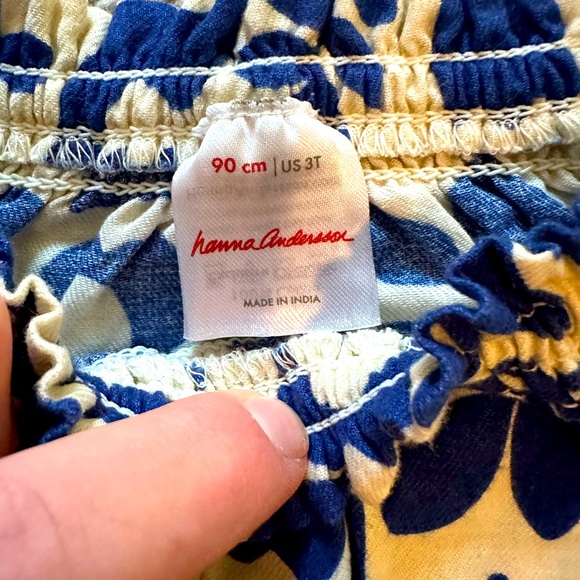 90 cm | US 3T
hanna Andersson
MADE IN INDIA